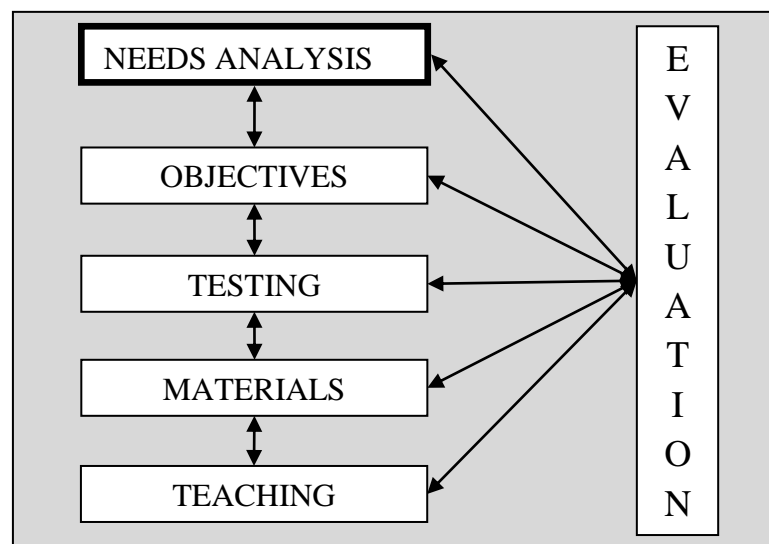 NEEDS ANALYSIS
OBJECTIVES
TESTING
MATERIALS
TEACHING
E
V
A
L
U
A
T
I
O
N